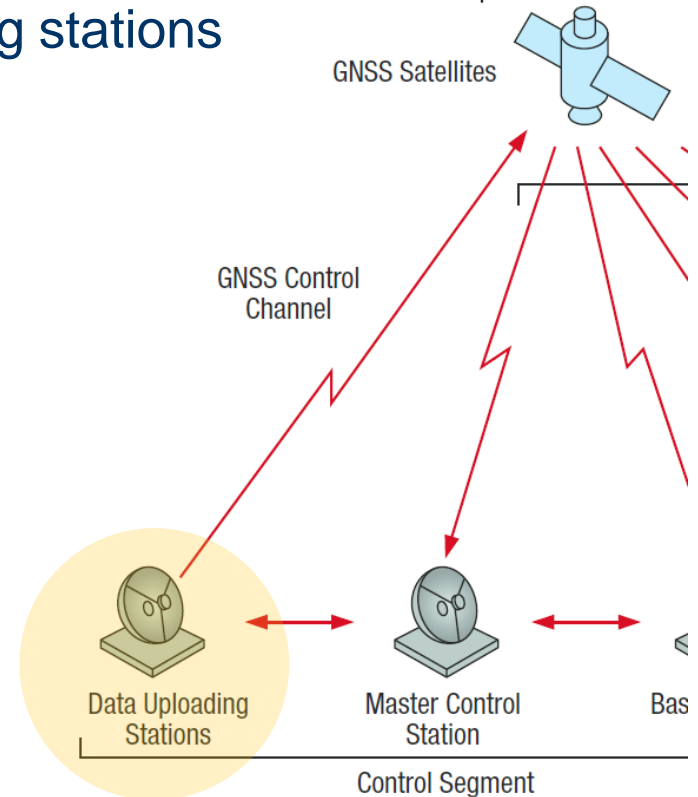 stations
GNSS Satellites
GNSS Control
Channel
Data Uploading
Stations
Master Control
Station
Control Segment